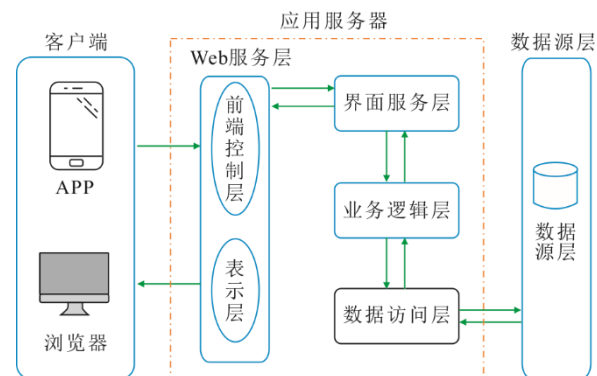 应用服务器
客户端
Web服务层
数据源层
APP
浏览器
前端控制层
表示层
界面服务层
业务逻辑层
数据访问层
数据
源层